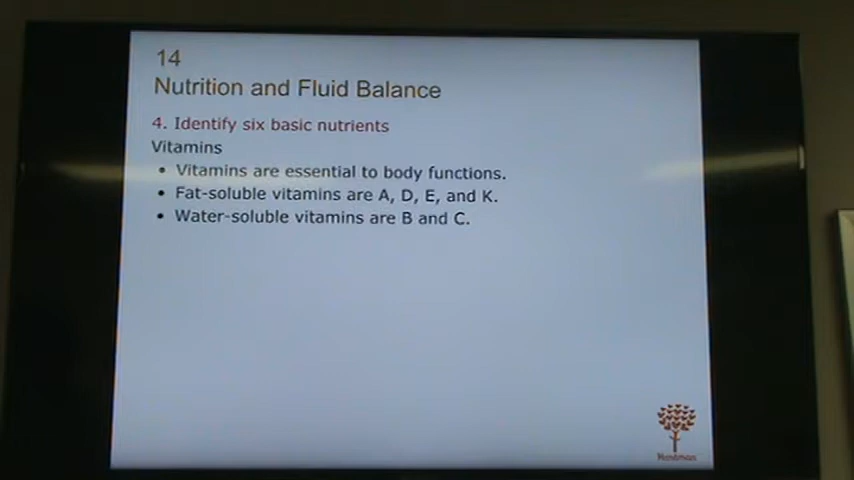 14
Nutrition and Fluid Balance
4. Identify six basic nutrients
Vitamins
• Vitamins are essential to body functions.
• Fat-soluble vitamins are A, D, E, and K.
• Water-soluble vitamins are B and C.
Hartman